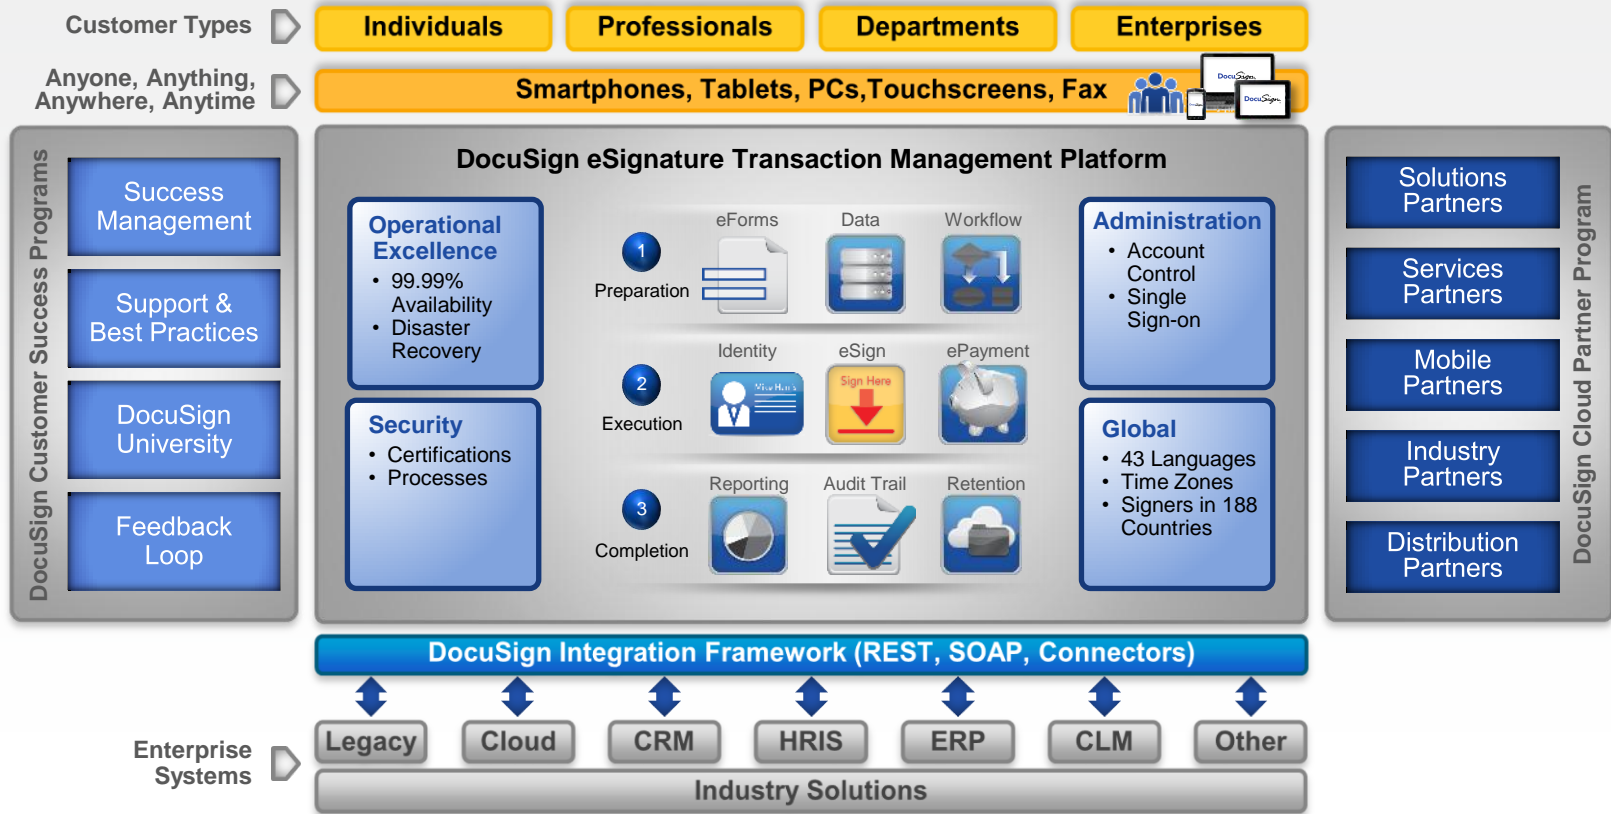 Customer Types
Individuals
Professionals
Departments
Enterprises
Anyone, Anything,
Anywhere, Anytime
Smartphones, Tablets, PCs,Touchscreens, Fax
DocuSign
DocuSign
DocuSign Customer Success Programs
Success
Management
Support &
Best Practices
DocuSign
University
Feedback
Loop
DocuSign eSignature Transaction Management Platform
Operational
Excellence
• 99.99%
Availability
• Disaster
Recovery
Security
• Certifications
• Processes
1
Preparation
eForms
Data
Workflow
2
Execution
Identity
eSign
ePayment
Sign Here
3
Completion
Reporting
Audit Trail
Retention
Administration
• Account
Control
• Single
Sign-on
Global
• 43 Languages
• Time Zones
• Signers in 188
Countries
Solutions
Partners
Services
Partners
Mobile
Partners
Industry
Partners
Distribution
Partners
DocuSign Cloud Partner Program
DocuSign Integration Framework (REST, SOAP, Connectors)
Enterprise
Systems
Legacy
Cloud
CRM
HRIS
ERP
CLM
Other
Industry Solutions